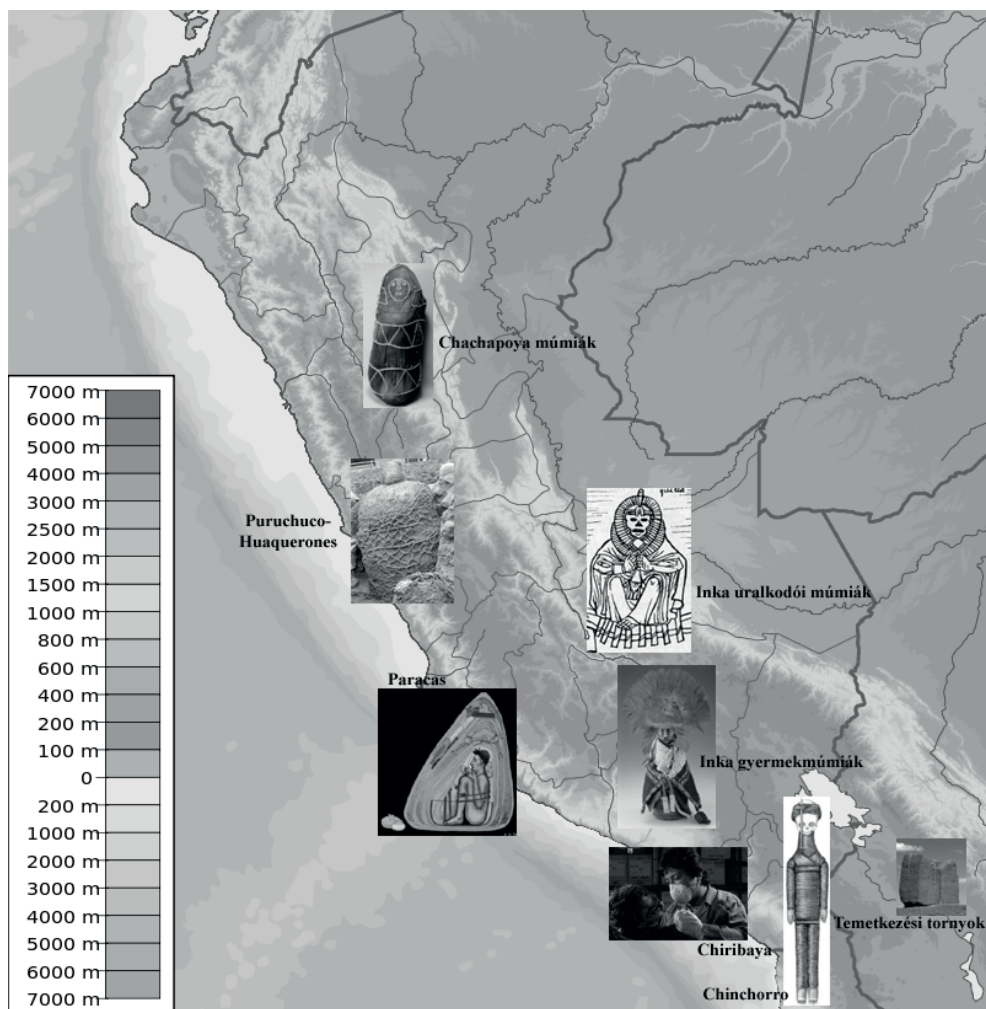 Chachapoya múmiák
7000 m
6000 m
5000 m
4000 m
3000 m
2500 m
2000 m
1500 m
1000 m
800 m
600 m
400 m
200 m
100 m
0
200 m
1000 m
2000 m
3000 m
4000 m
5000 m
6000 m
7000 m
Puruchuco-
Huaquerones
Inka uralkodói múmiák
Paracas
Inka gyermekmúmiák
Temetkezési tornyok
Chiribaya
Chinchorro